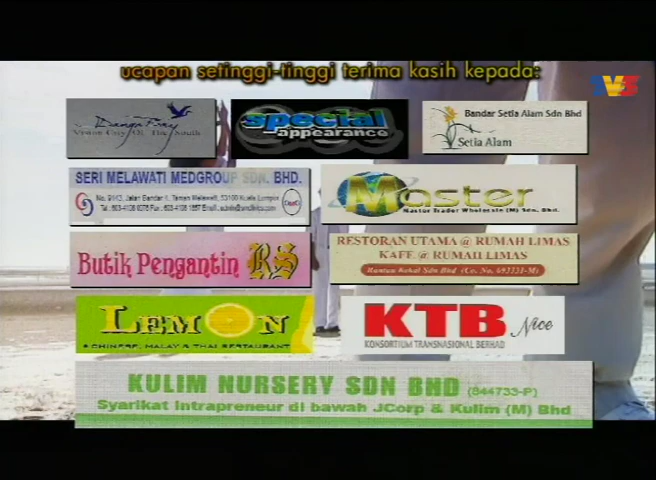 ucapan setinggi-tinggi terima kasih kepada:
Danga Bay
Vision City Of The South
special
appearance
Bandar Setia Alam Sdn Bhd
Setia Alam
SERI MELAWATI MEDGROUP SDN. BHD.
Master
Master Trader Wholesale (M) Sdn. Bhd.
Butik Pengantin RS
RESTORAN UTAMA @ RUMAH LIMAS
KAFE @ RUMAH LIMAS
LEMON
A CHINESE, MALAY & THAI RESTAURANT
KTB Nice
KONSORTIUM TRANSNASIONAL BERHAD
KULIM NURSERY SDN BHD (844733-P)
Syarikat Intrapreneur di bawah JCorp & Kulim (M) Bhd